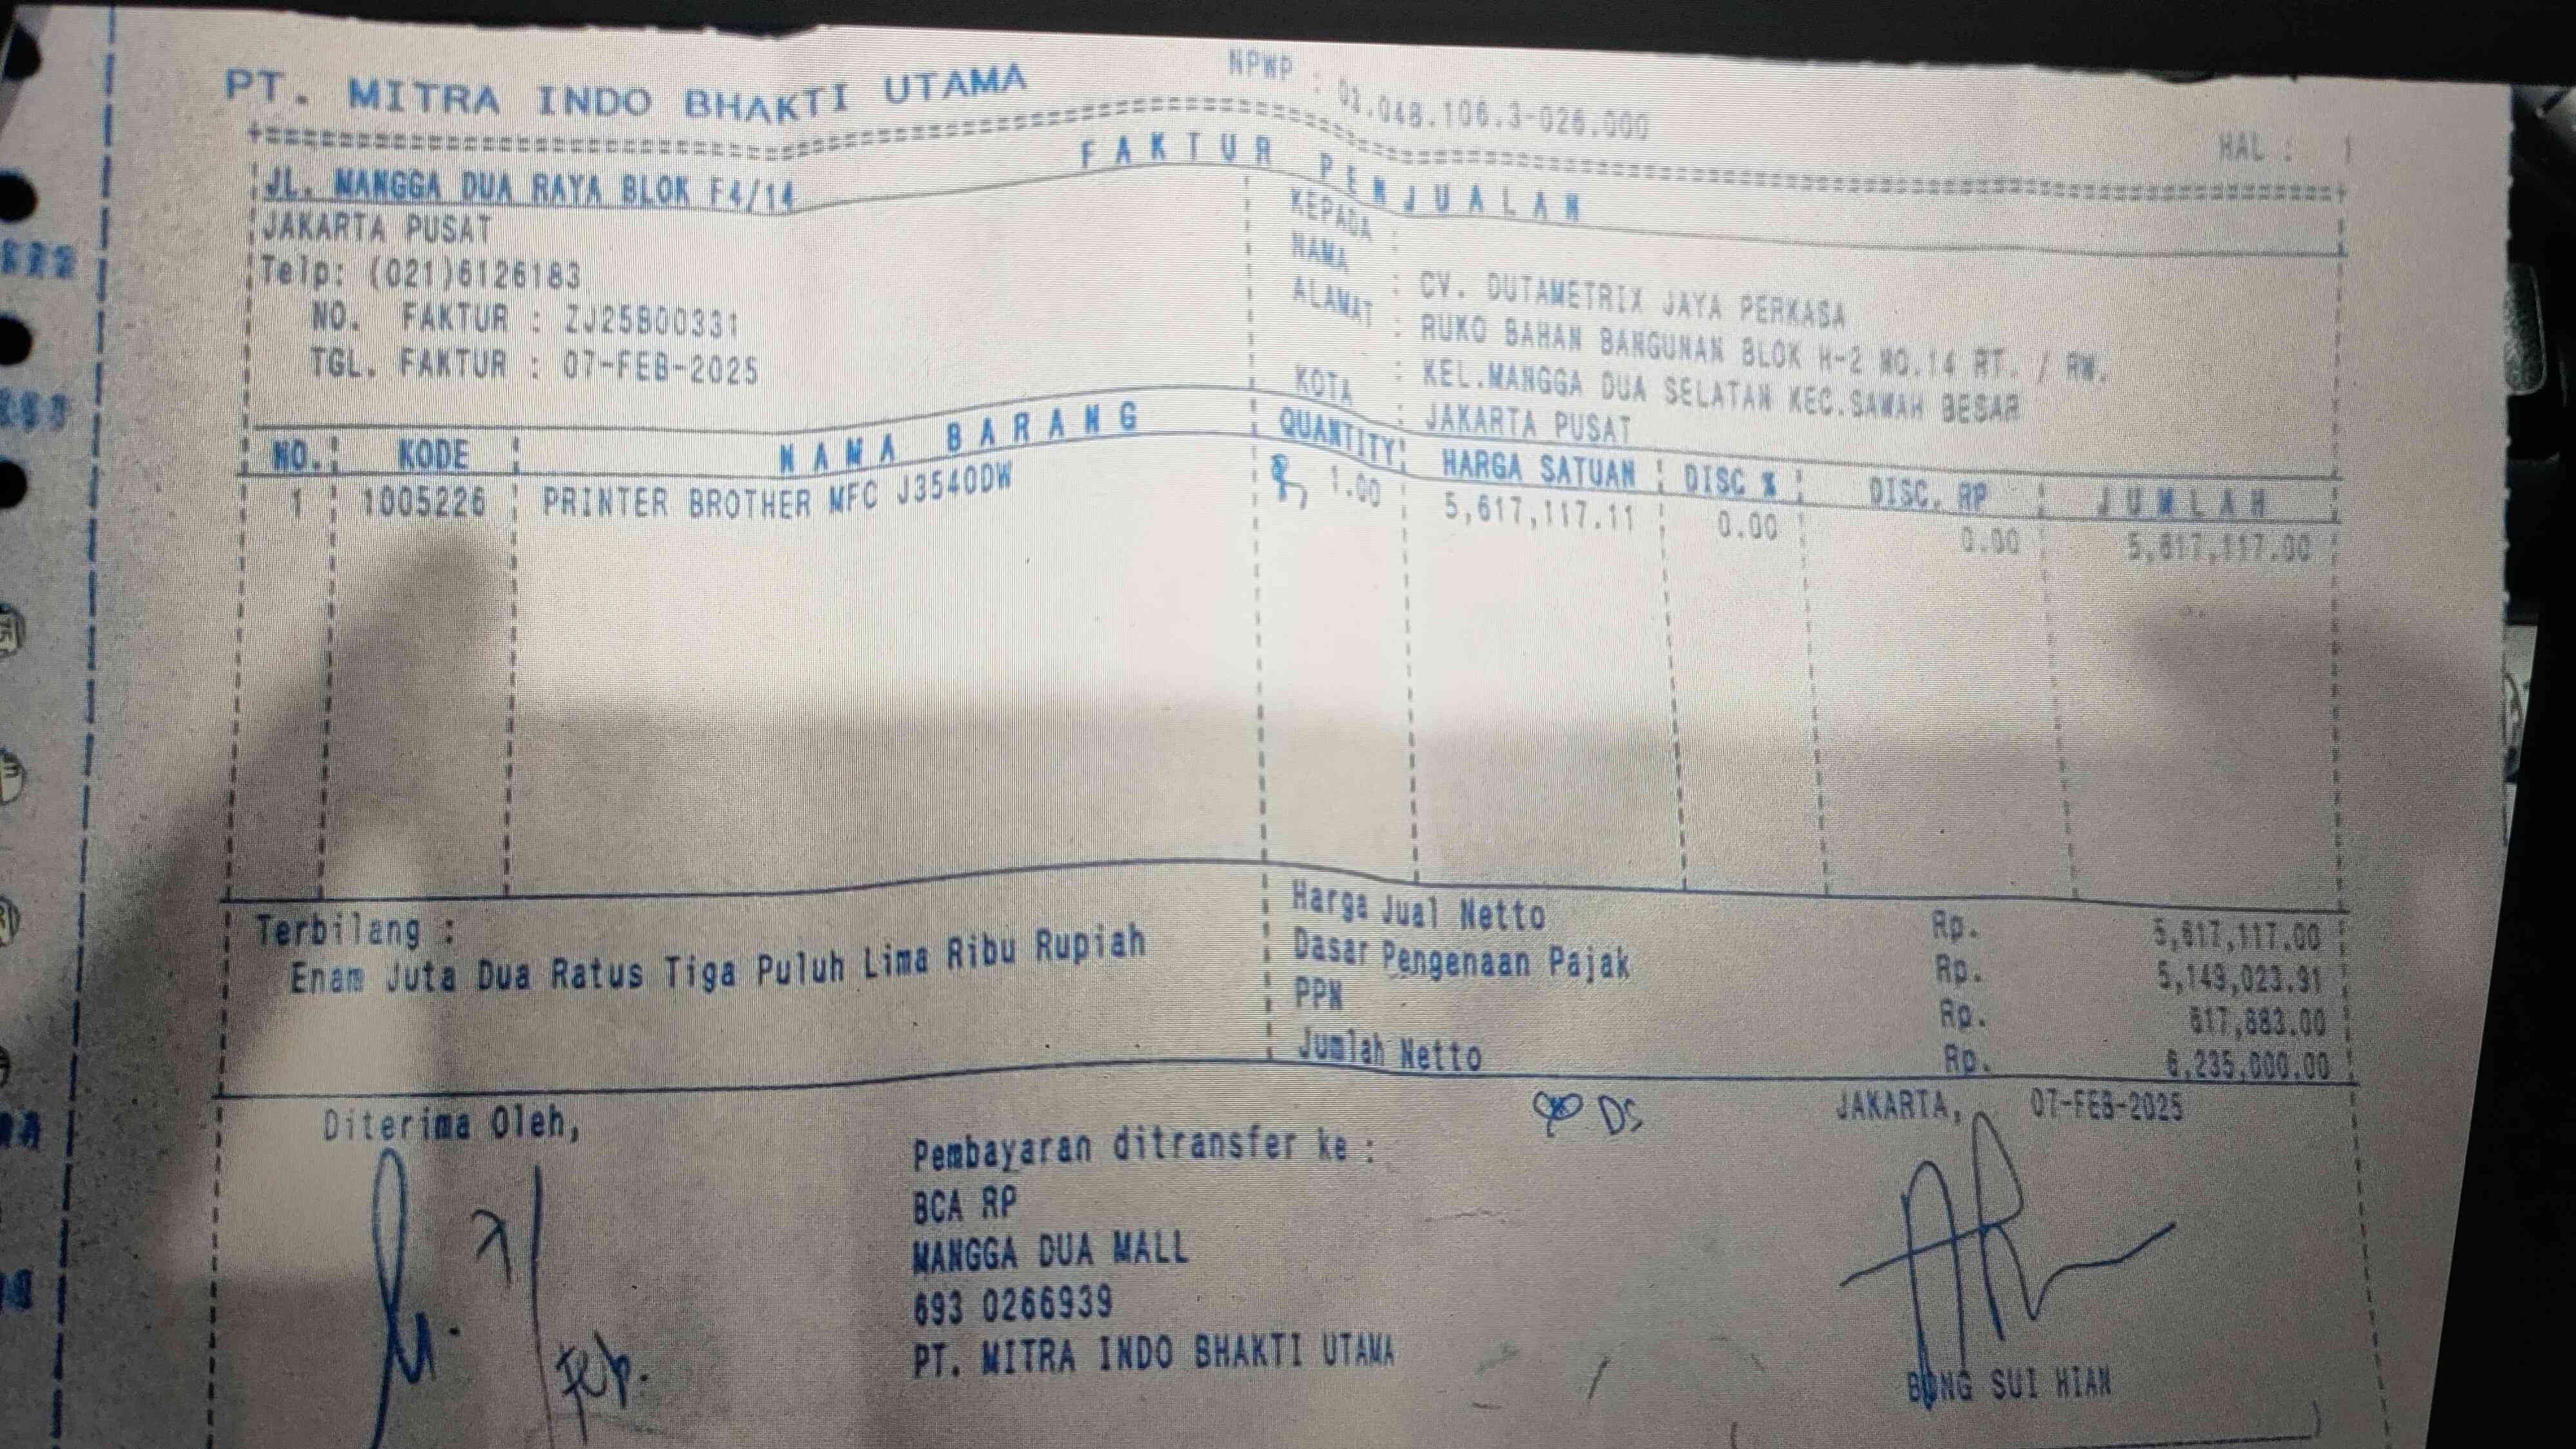 PT. MITRA INDO BHAKTI UTAMA
NPWP : 01.048.106.3-026.000
HAL : 1
FAKTUR PENJUALAN
JL. MANGGA DUA RAYA BLOK F4/14
JAKARTA PUSAT
Telp: (021)6126183
NO. FAKTUR : ZJ25B00331
TGL. FAKTUR : 07-FEB-2025
KEPADA :
NAMA : CV. DUTAMETRIX JAYA PERKASA
ALAMAT : RUKO BAHAN BANGUNAN BLOK H-2 NO.14 RT. / RW.
: KEL.MANGGA DUA SELATAN KEC.SAWAH BESAR
KOTA : JAKARTA PUSAT
NO. KODE NAMA BARANG QUANTITY HARGA SATUAN DISC % DISC. RP JUMLAH
1 1005226 PRINTER BROTHER MFC J3540DW 1.00 5,617,117.11 0.00 0.00 5,617,117.00
Terbilang :
Enam Juta Dua Ratus Tiga Puluh Lima Ribu Rupiah
Harga Jual Netto Rp. 5,617,117.00
Dasar Pengenaan Pajak Rp. 5,149,023.91
PPN Rp. 617,883.00
Jumlah Netto Rp. 6,235,000.00
DS
JAKARTA, 07-FEB-2025
Diterima Oleh,
7/
Feb.
Pembayaran ditransfer ke :
BCA RP
MANGGA DUA MALL
693 0266939
PT. MITRA INDO BHAKTI UTAMA
BONG SUI HIAN